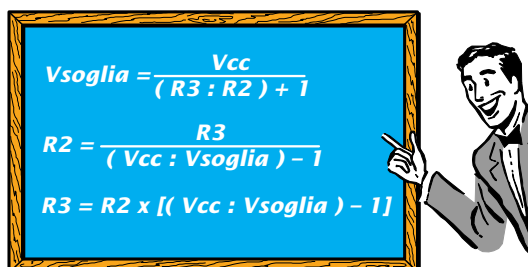 Vsoglia = Vcc / ( R3 : R2 ) + 1
R2 = R3 / ( Vcc : Vsoglia ) – 1
R3 = R2 x [( Vcc : Vsoglia ) – 1]